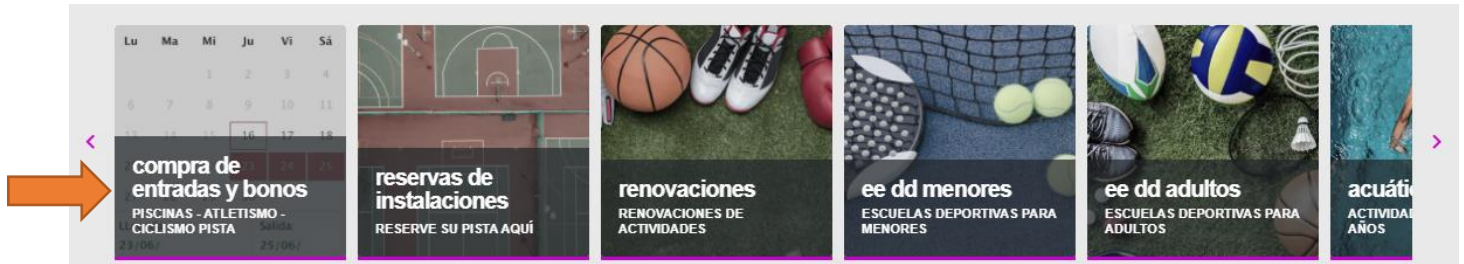 Lu Ma Mi Ju Vi Sá
1 2 3 4
6 7 8 9 10 11
16 17 18
23 24 25
compra de
entradas y bonos
PISCINAS - ATLETISMO -
CICLISMO PISTA
Salida:
23/06/ 25/06/
reservas de
instalaciones
RESERVE SU PISTA AQUÍ
renovaciones
RENOVACIONES DE
ACTIVIDADES
ee dd menores
ESCUELAS DEPORTIVAS PARA
MENORES
ee dd adultos
ESCUELAS DEPORTIVAS PARA
ADULTOS
acuáti
ACTIVIDA
AÑOS